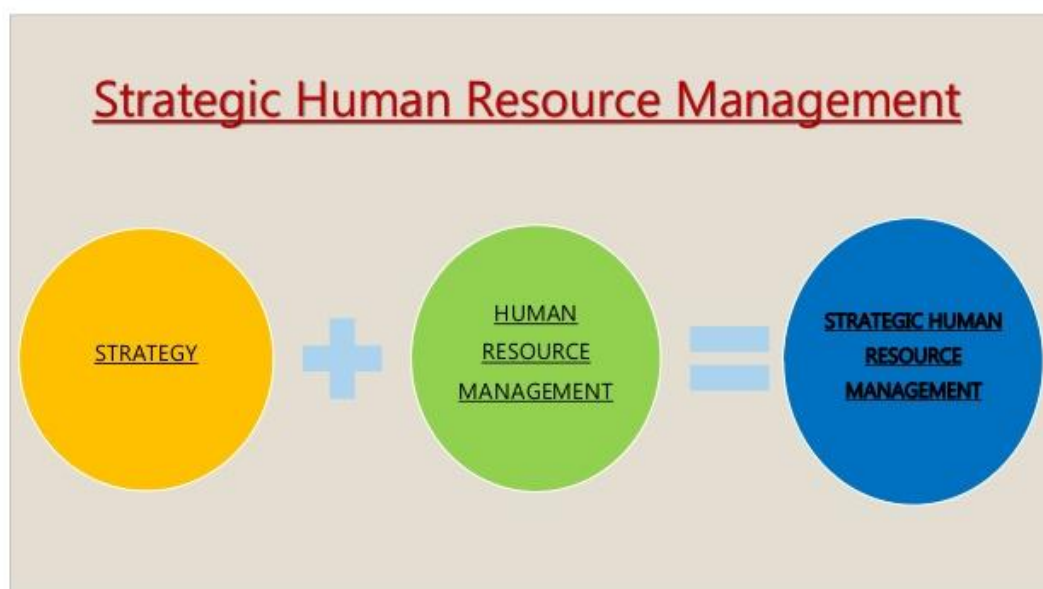 Strategic Human Resource Management
STRATEGY
HUMAN
RESOURCE
MANAGEMENT
STRATEGIC HUMAN
RESOURCE
MANAGEMENT